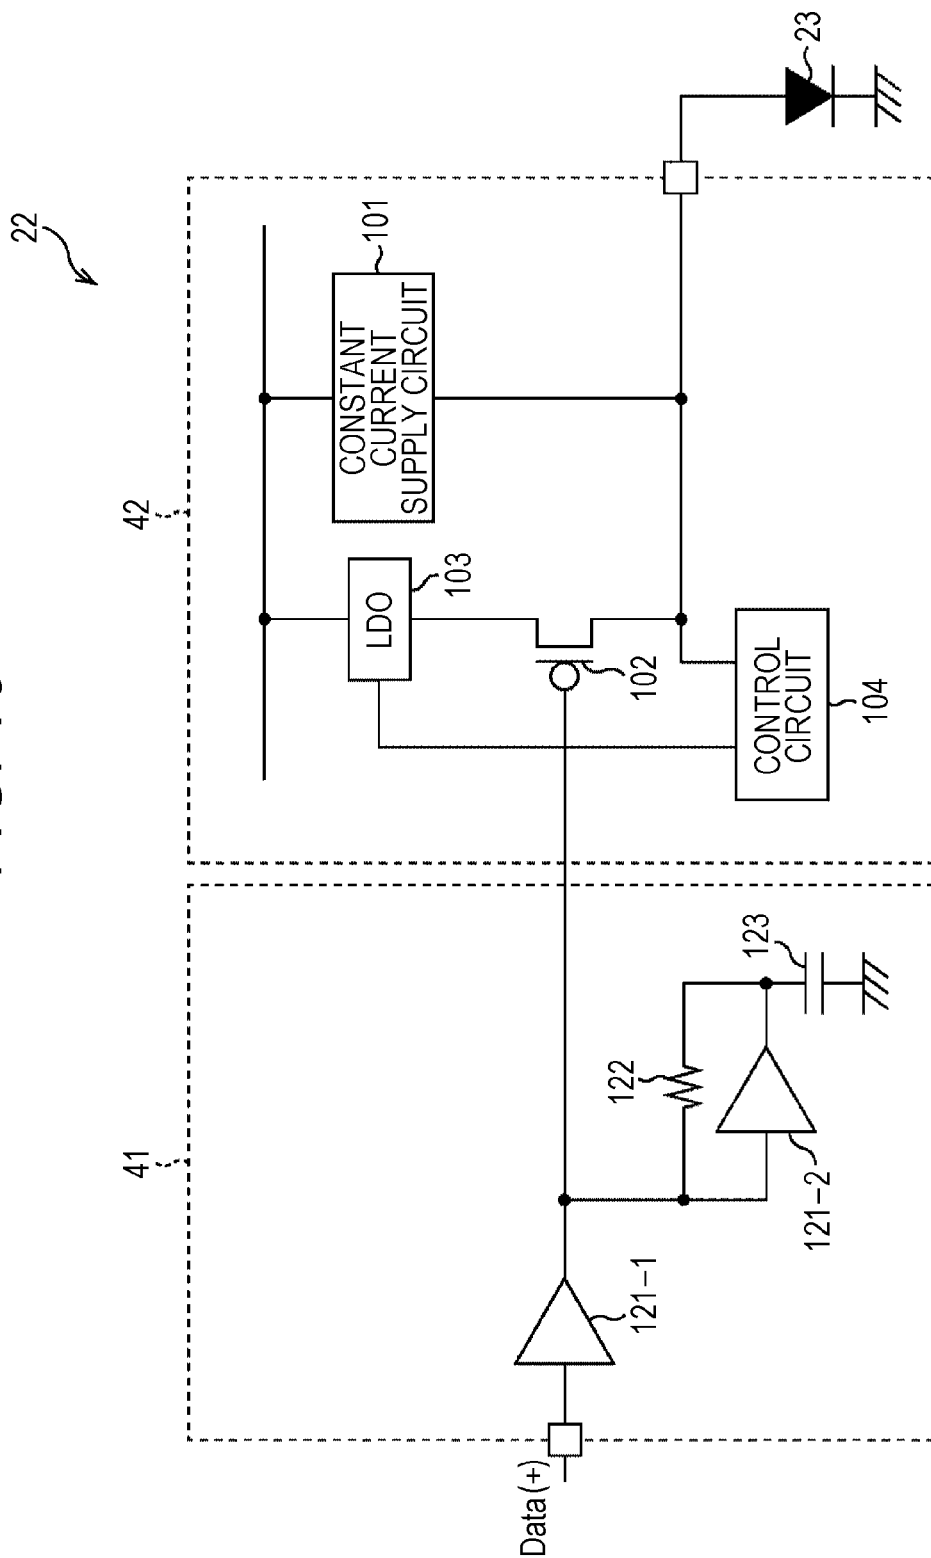 22
41
42
Data(+)
121-1
121-2
122
123
LDO
103
102
CONSTANT
CURRENT
SUPPLY CIRCUIT
101
CONTROL
CIRCUIT
104
23